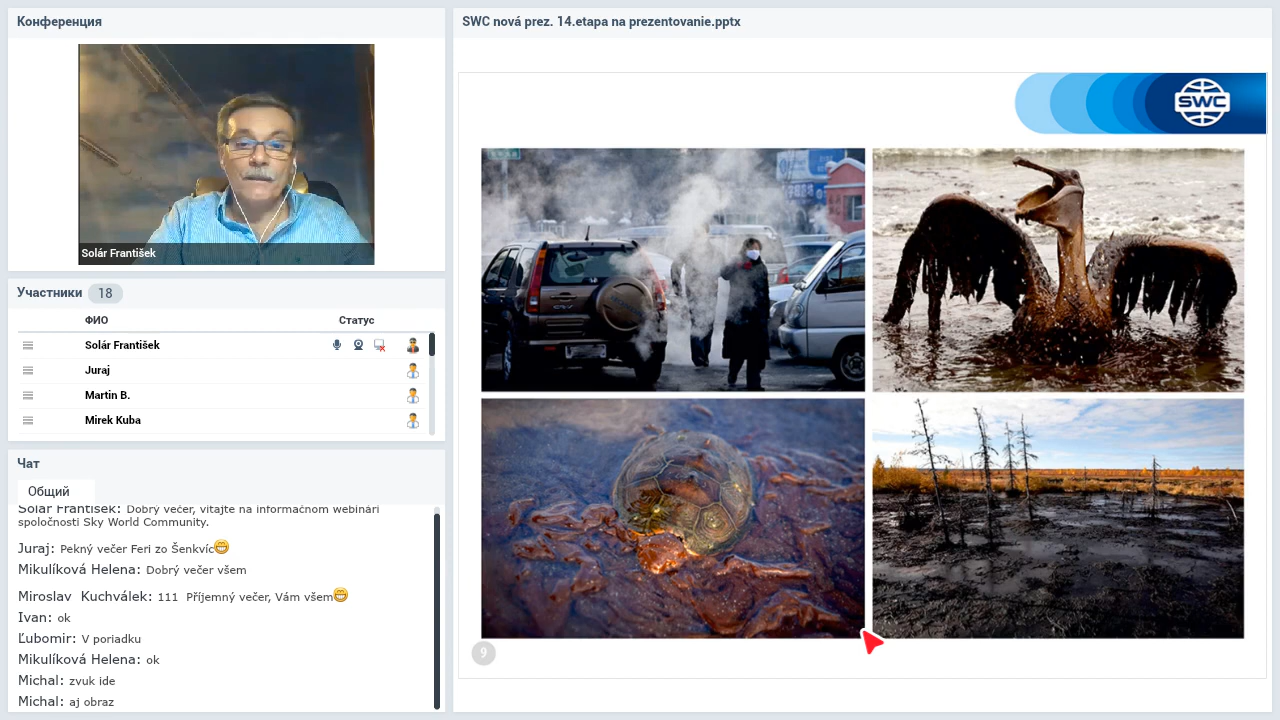 Конференция
Solár František
Участники 18
ФИО Статус
Solár František
Juraj
Martin B.
Mirek Kuba
Чат
Общий
Solár František: Dobrý večer, vitajte na informačnom webinári
spoločnosti Sky World Community.
Juraj: Pekný večer Feri zo Šenkvíc
Mikulíková Helena: Dobrý večer všem
Miroslav Kuchválek: 111 Příjemný večer, Vám všem
Ivan: ok
Ľubomir: V poriadku
Mikulíková Helena: ok
Michal: zvuk ide
Michal: aj obraz
SWC nová prez. 14.etapa na prezentovanie.pptx
SWC
9